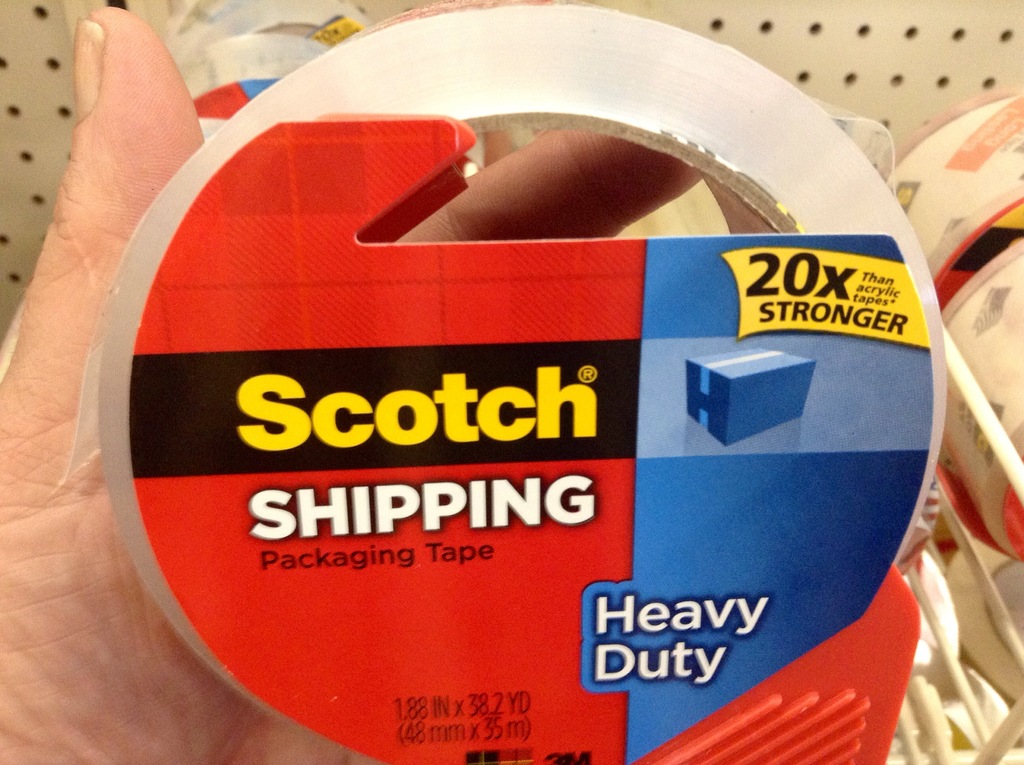 20X Than
acrylic
tapes*
STRONGER
Scotch®
SHIPPING
Packaging Tape
Heavy
Duty
1.88 IN x 38.2 YD
(48 mm x 35 m)
3M